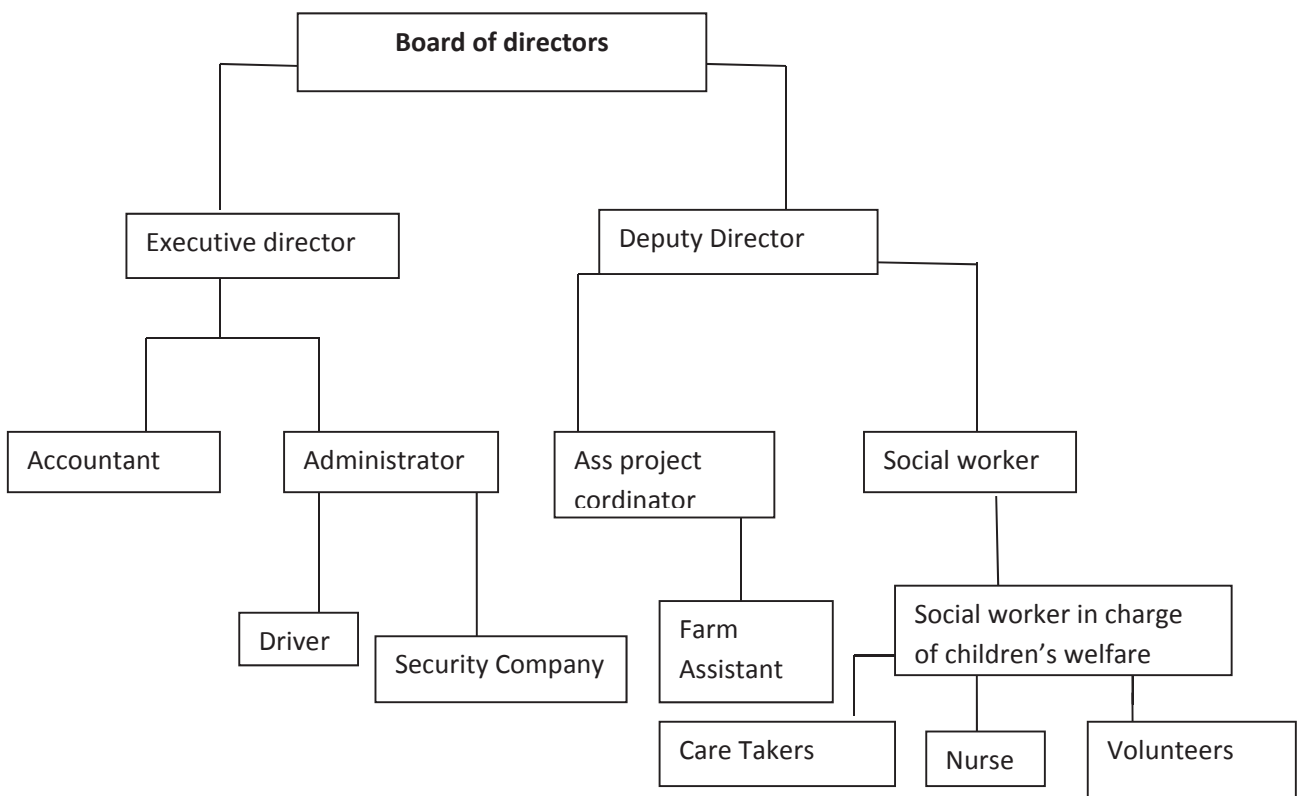 Board of directors
Executive director
Deputy Director
Accountant
Administrator
Ass project
cordinator
Social worker
Driver
Security Company
Farm
Assistant
Social worker in charge
of children’s welfare
Care Takers
Nurse
Volunteers